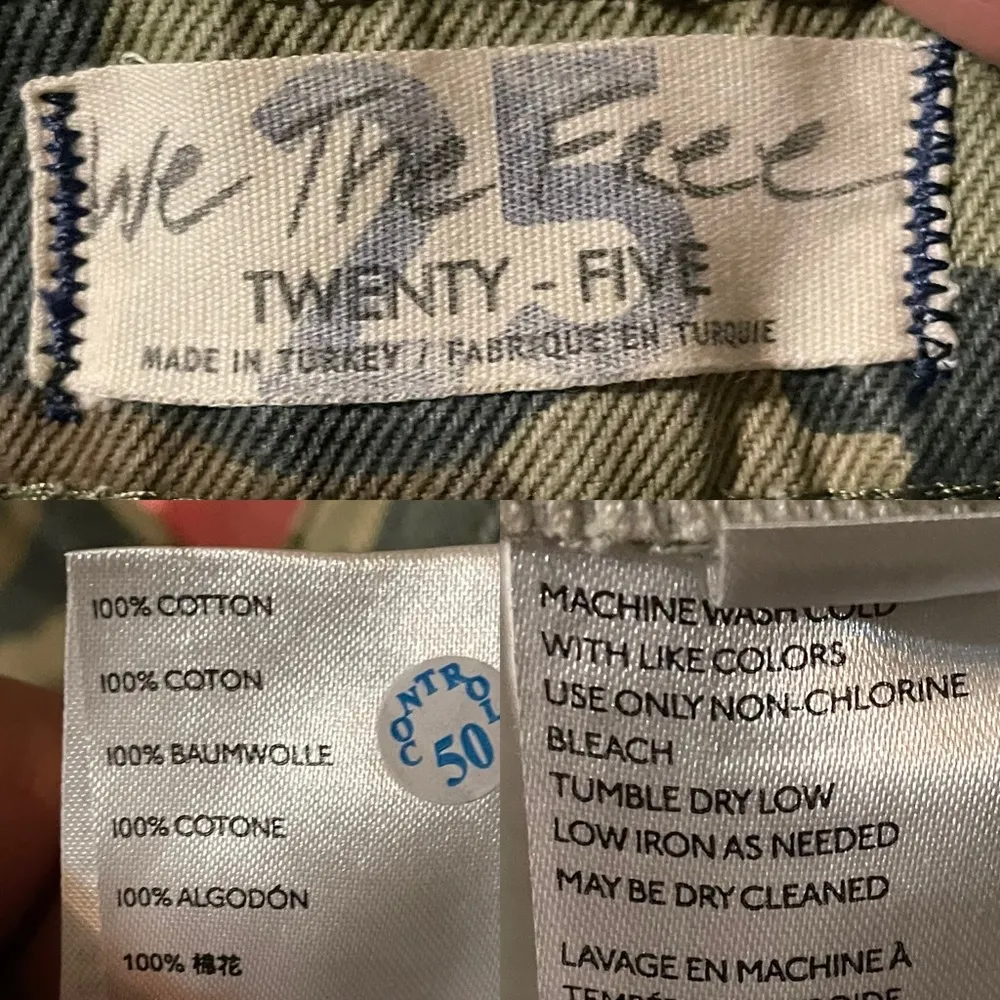 We The Free
25
TWENTY - FIVE
MADE IN TURKEY / FABRIQUÉ EN TURQUIE
100% COTTON
100% COTON
100% BAUMWOLLE
100% COTONE
100% ALGODÓN
100% 棉花
CONTROL
50
MACHINE WASH COLD
WITH LIKE COLORS
USE ONLY NON-CHLORINE
BLEACH
TUMBLE DRY LOW
LOW IRON AS NEEDED
MAY BE DRY CLEANED
LAVAGE EN MACHINE À